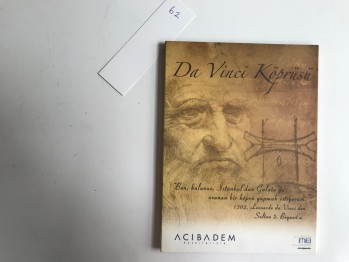 62
Da Vinci Köprüsü
"Ben, kulunuz, İstanbul'dan Galata'ya
uzanan bir köprü yapmak istiyorum."
1502, Leonardo da Vinci'den
Sultan 2. Beyazıt'a
ACIBADEM